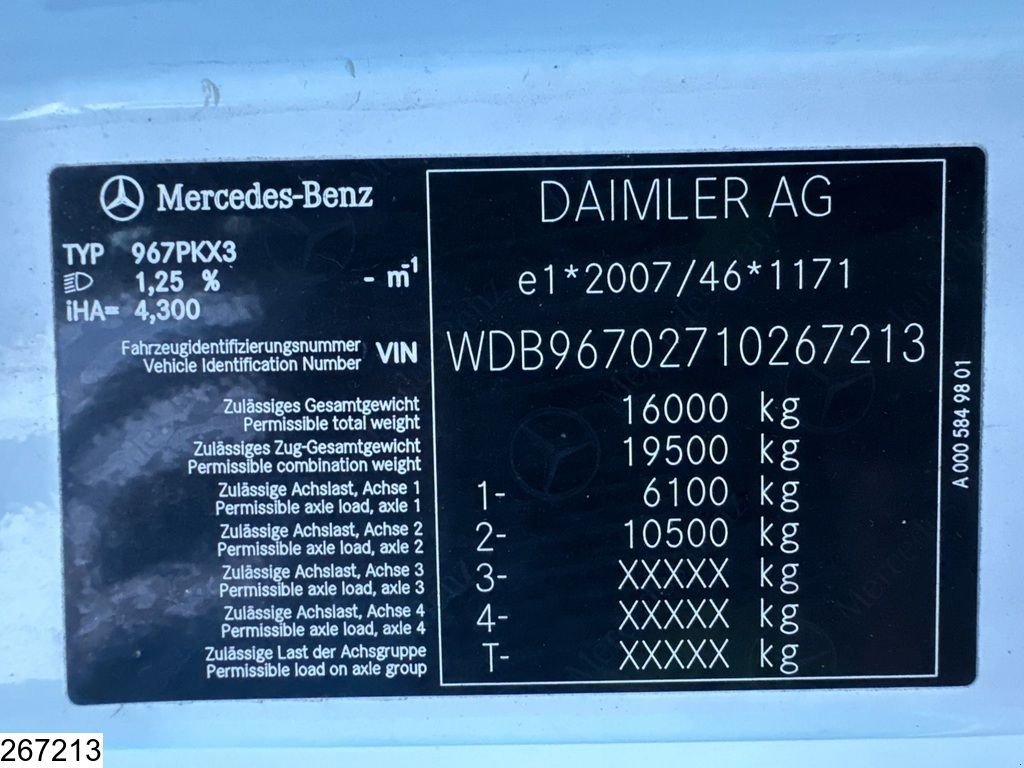 Mercedes-Benz
TYP 967PKX3
1,25 % - m-1
iHA= 4,300
DAIMLER AG
e1*2007/46*1171
Fahrzeugidentifizierungsnummer
Vehicle Identification Number
VIN WDB96702710267213
Zulässiges Gesamtgewicht
Permissible total weight
16000 kg
Zulässiges Zug-Gesamtgewicht
Permissible combination weight
19500 kg
Zulässige Achslast, Achse 1
Permissible axle load, axle 1
1- 6100 kg
Zulässige Achslast, Achse 2
Permissible axle load, axle 2
2- 10500 kg
Zulässige Achslast, Achse 3
Permissible axle load, axle 3
3- XXXXX kg
Zulässige Achslast, Achse 4
Permissible axle load, axle 4
4- XXXXX kg
Zulässige Last der Achsgruppe
Permissible load on axle group
T- XXXXX kg
A 000 584 98 01
267213